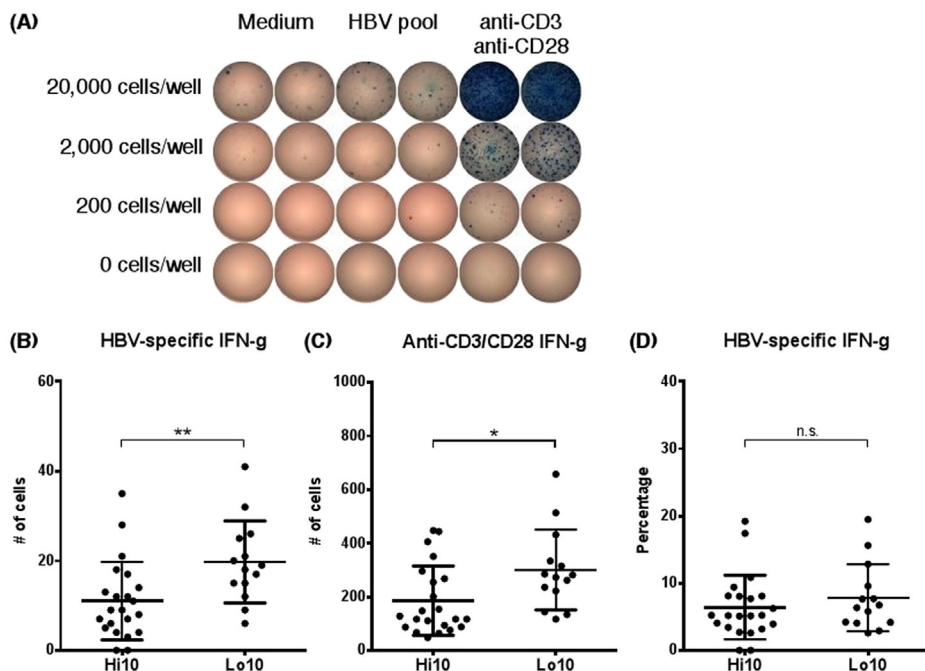 (A)
Medium HBV pool anti-CD3
anti-CD28
20,000 cells/well
2,000 cells/well
200 cells/well
0 cells/well
(B) HBV-specific IFN-g
# of cells
60
40
20
0
**
Hi10 Lo10
(C) Anti-CD3/CD28 IFN-g
# of cells
1000
800
600
400
200
0
*
Hi10 Lo10
(D) HBV-specific IFN-g
Percentage
40
30
20
10
0
n.s.
Hi10 Lo10